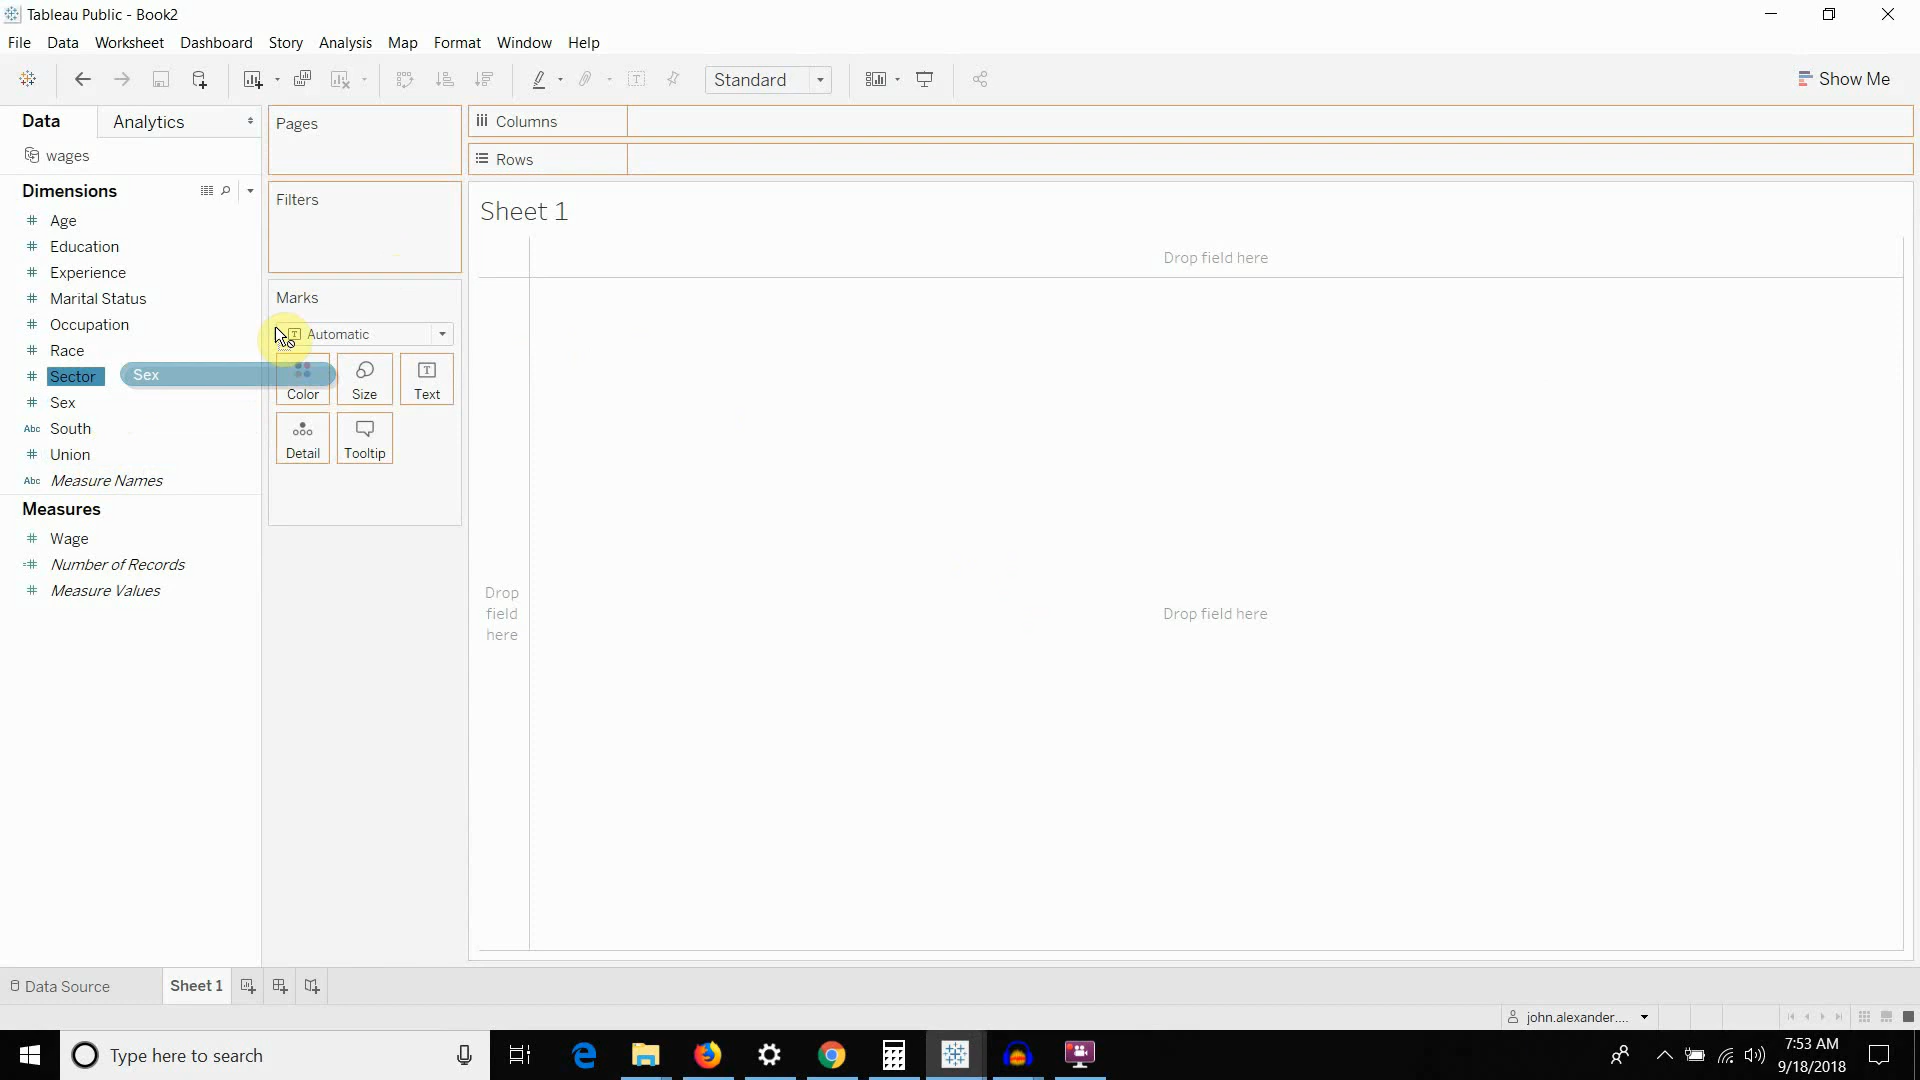 Tableau Public - Book2
File Data Worksheet Dashboard Story Analysis Map Format Window Help
Standard
Show Me
Data
Analytics
wages
Dimensions
Age
Education
Experience
Marital Status
Occupation
Race
Sector
Sex
Sex
Abc South
Union
Abc Measure Names
Measures
Wage
Number of Records
Measure Values
Pages
Filters
Marks
T Automatic
Color Size Text
Detail Tooltip
Columns
Rows
Sheet 1
Drop field here
Drop
field
here
Drop field here
Data Source Sheet 1
john.alexander....
Type here to search
7:53 AM
9/18/2018